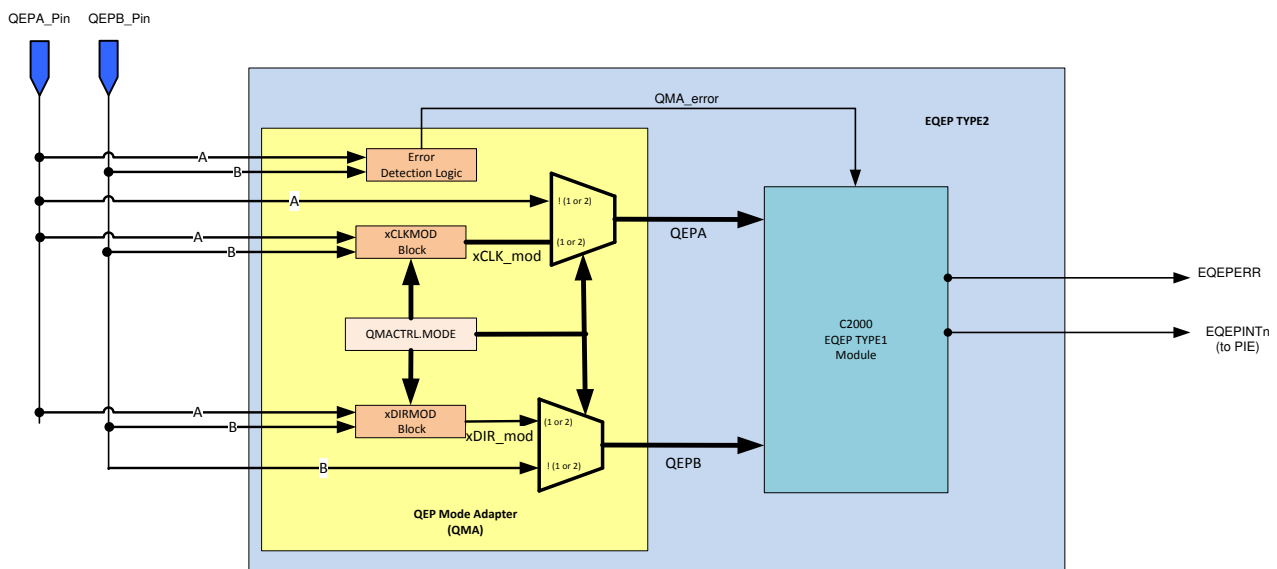 QEPA_Pin
QEPB_Pin
QMA_error
EQEP TYPE2
A
B
Error
Detection Logic
A
! (1 or 2)
A
B
xCLKMOD
Block
xCLK_mod
(1 or 2)
QEPA
QMACTRL.MODE
C2000
EQEP TYPE1
Module
EQEPERR
EQEPINTn
(to PIE)
A
B
xDIRMOD
Block
xDIR_mod
(1 or 2)
QEPB
B
! (1 or 2)
QEP Mode Adapter
(QMA)